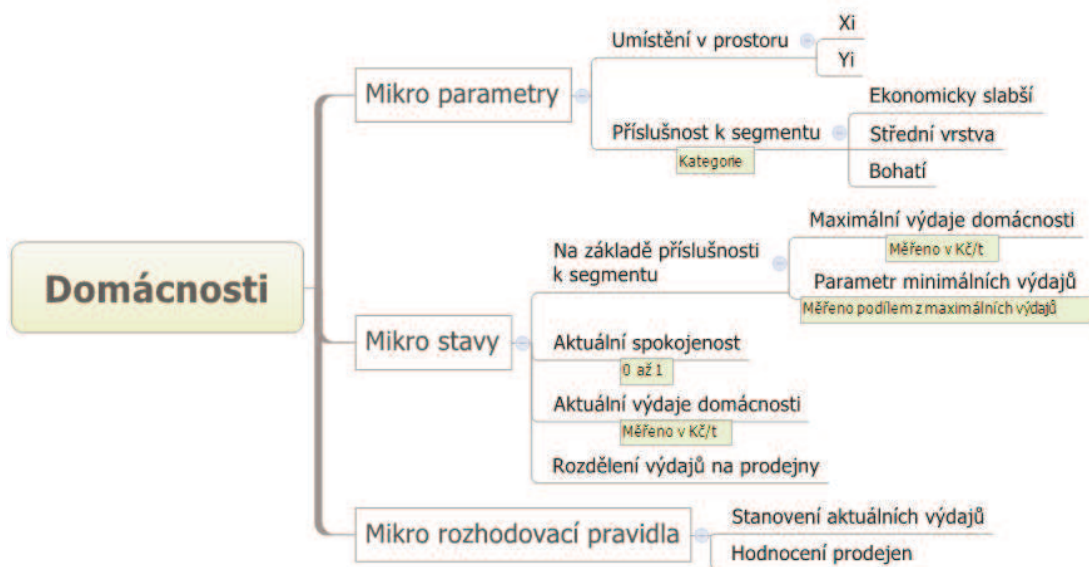 Domácnosti
Mikro parametry
Umístění v prostoru
Xi
Yi
Příslušnost k segmentu
Kategorie
Ekonomicky slabší
Střední vrstva
Bohatí
Mikro stavy
Na základě příslušnosti
k segmentu
Maximální výdaje domácnosti
Měřeno v Kč/t
Parametr minimálních výdajů
Měřeno podílem z maximálních výdajů
Aktuální spokojenost
0 až 1
Aktuální výdaje domácnosti
Měřeno v Kč/t
Rozdělení výdajů na prodejny
Mikro rozhodovací pravidla
Stanovení aktuálních výdajů
Hodnocení prodejen